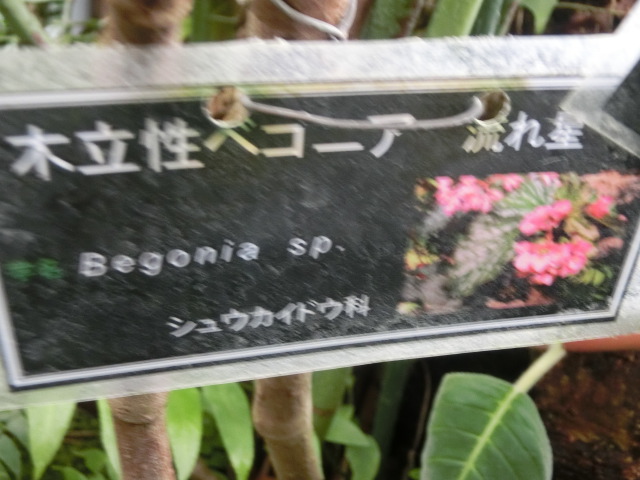 木立性ベコーニア 流れ星
Begonia sp.
シュウカイドウ科